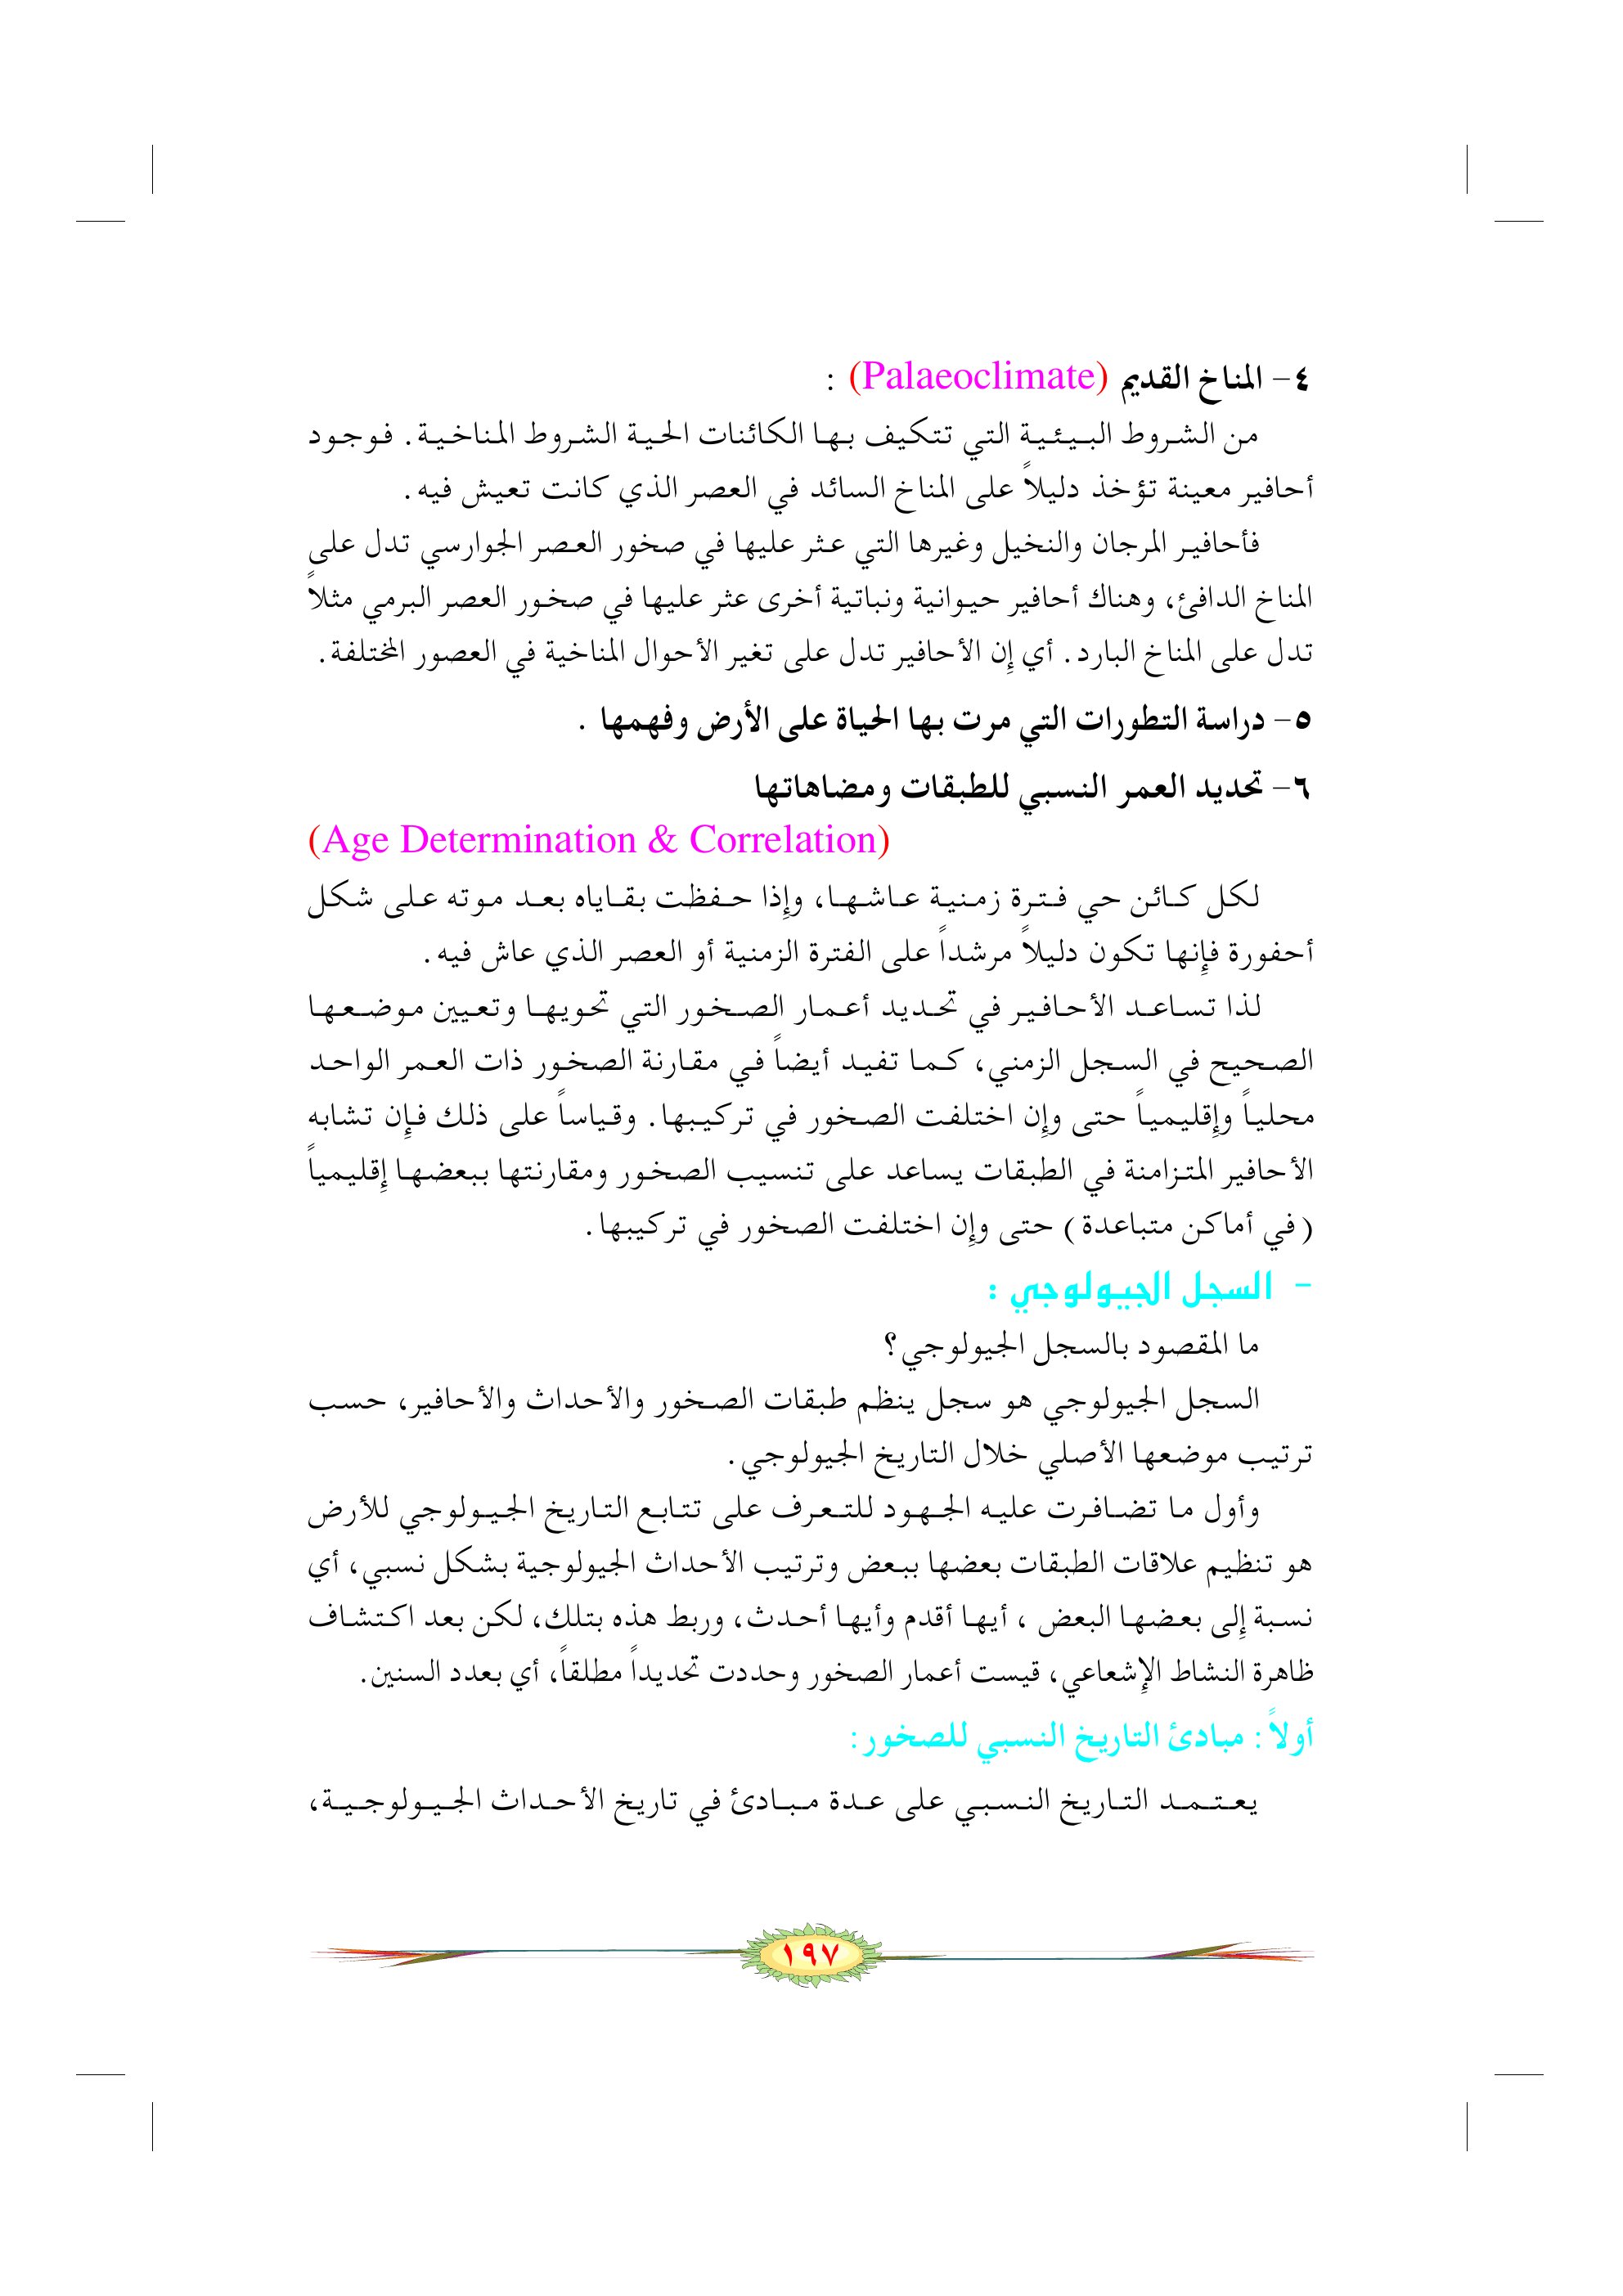 ٤- المناخ القديم (Palaeoclimate) :
من الشروط البيئية التي تتكيف بها الكائنات الحية الشروط المناخية. فوجود
أحافير معينة تؤخذ دليلاً على المناخ السائد في العصر الذي كانت تعيش فيه.
فأحافير المرجان والنخيل وغيرها التي عثر عليها في صخور العصر الجوارسي تدل على
المناخ الدافئ، وهناك أحافير حيوانية ونباتية أخرى عثر عليها في صخور العصر البرمي مثلاً
تدل على المناخ البارد. أي إن الأحافير تدل على تغير الأحوال المناخية في العصور المختلفة.
٥- دراسة التطورات التي مرت بها الحياة على الأرض وفهمها .
٦- تحديد العمر النسبي للطبقات ومضاهاتها
(Age Determination & Correlation)
لكل كائن حي فترة زمنية عاشها، وإذا حفظت بقاياه بعد موته على شكل
أحفورة فإنها تكون دليلاً مرشداً على الفترة الزمنية أو العصر الذي عاش فيه.
لذا تساعد الأحافير في تحديد أعمار الصخور التي تحويها وتعيين موضعها
الصحيح في السجل الزمني، كما تفيد أيضاً في مقارنة الصخور ذات العمر الواحد
محلياً وإقليمياً حتى وإن اختلفت الصخور في تركيبها. وقياساً على ذلك فإن تشابه
الأحافير المتزامنة في الطبقات يساعد على تنسيب الصخور ومقارنتها ببعضها إقليمياً
(في أماكن متباعدة) حتى وإن اختلفت الصخور في تركيبها.
- السجل الجيولوجي :
ما المقصود بالسجل الجيولوجي؟
السجل الجيولوجي هو سجل ينظم طبقات الصخور والأحداث والأحافير، حسب
ترتيب موضعها الأصلي خلال التاريخ الجيولوجي.
وأول ما تضافرت عليه الجهود للتعرف على تتابع التاريخ الجيولوجي للأرض
هو تنظيم علاقات الطبقات بعضها ببعض وترتيب الأحداث الجيولوجية بشكل نسبي، أي
نسبة إلى بعضها البعض ، أيها أقدم وأيها أحدث، وربط هذه بتلك، لكن بعد اكتشاف
ظاهرة النشاط الإشعاعي، قيست أعمار الصخور وحددت تحديداً مطلقاً، أي بعدد السنين.
أولاً : مبادئ التاريخ النسبي للصخور:
يعتمد التاريخ النسبي على عدة مبادئ في تاريخ الأحداث الجيولوجية،
١٩٧